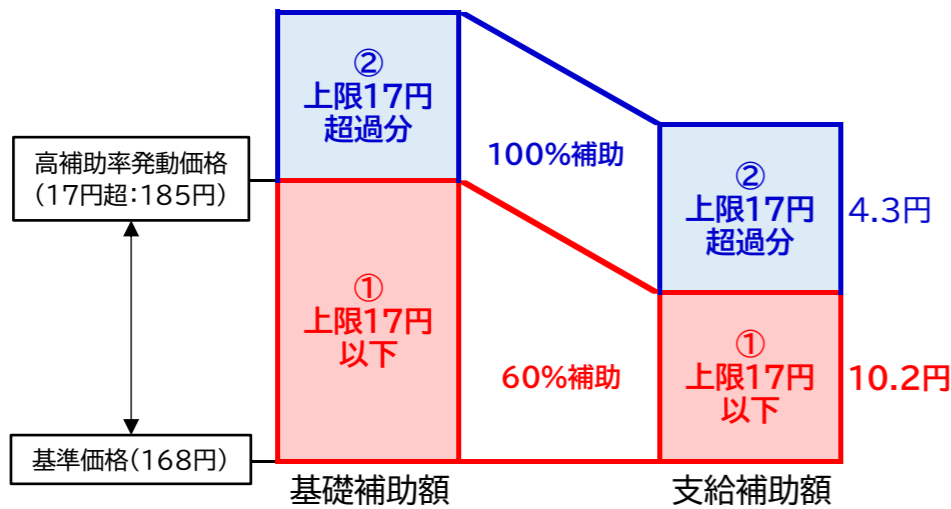 ②
上限17円
超過分
高補助率発動価格
(17円超:185円)
100%補助
②
上限17円
超過分
4.3円
①
上限17円
以下
60%補助
①
上限17円
以下
10.2円
基準価格(168円)
基礎補助額
支給補助額